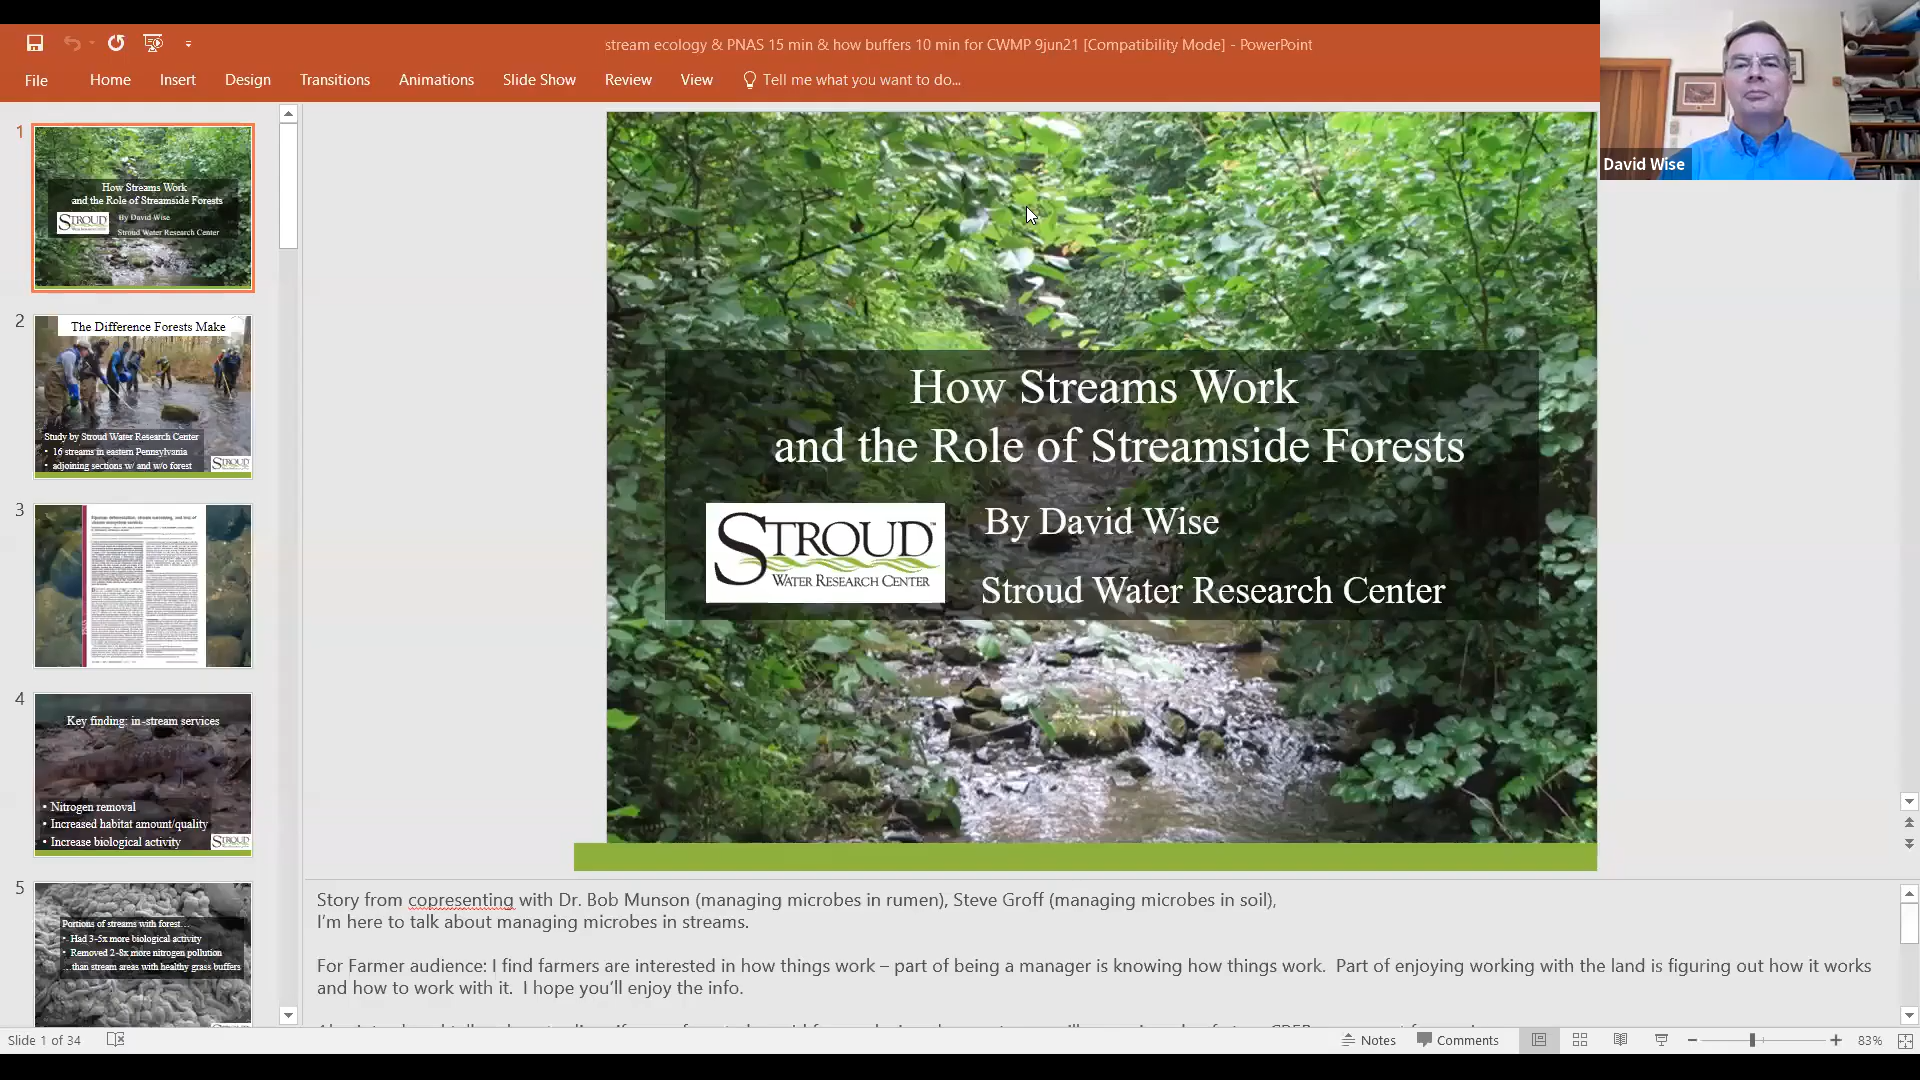 stream ecology & PNAS 15 min & how buffers 10 min for CWMP 9jun21 [Compatibility Mode] - PowerPoint
File Home Insert Design Transitions Animations Slide Show Review View Tell me what you want to do...
David Wise
1
How Streams Work
and the Role of Streamside Forests
STROUD
WATER RESEARCH CENTER
By David Wise
Stroud Water Research Center
2
The Difference Forests Make
Study by Stroud Water Research Center
• 16 streams in eastern Pennsylvania
• adjoining sections w/ and w/o forest
STROUD
3
4
Key finding: in-stream services
• Nitrogen removal
• Increased habitat amount/quality
• Increase biological activity
STROUD
5
Portions of streams with forest…
• Had 3-5x more biological activity
• Removed 2-8x more nitrogen pollution
…than stream areas with healthy grass buffers
How Streams Work
and the Role of Streamside Forests
STROUD™
WATER RESEARCH CENTER
By David Wise
Stroud Water Research Center
Story from copresenting with Dr. Bob Munson (managing microbes in rumen), Steve Groff (managing microbes in soil),
I'm here to talk about managing microbes in streams.
For Farmer audience: I find farmers are interested in how things work – part of being a manager is knowing how things work. Part of enjoying working with the land is figuring out how it works
and how to work with it. I hope you'll enjoy the info.
Slide 1 of 34
Notes Comments 83%